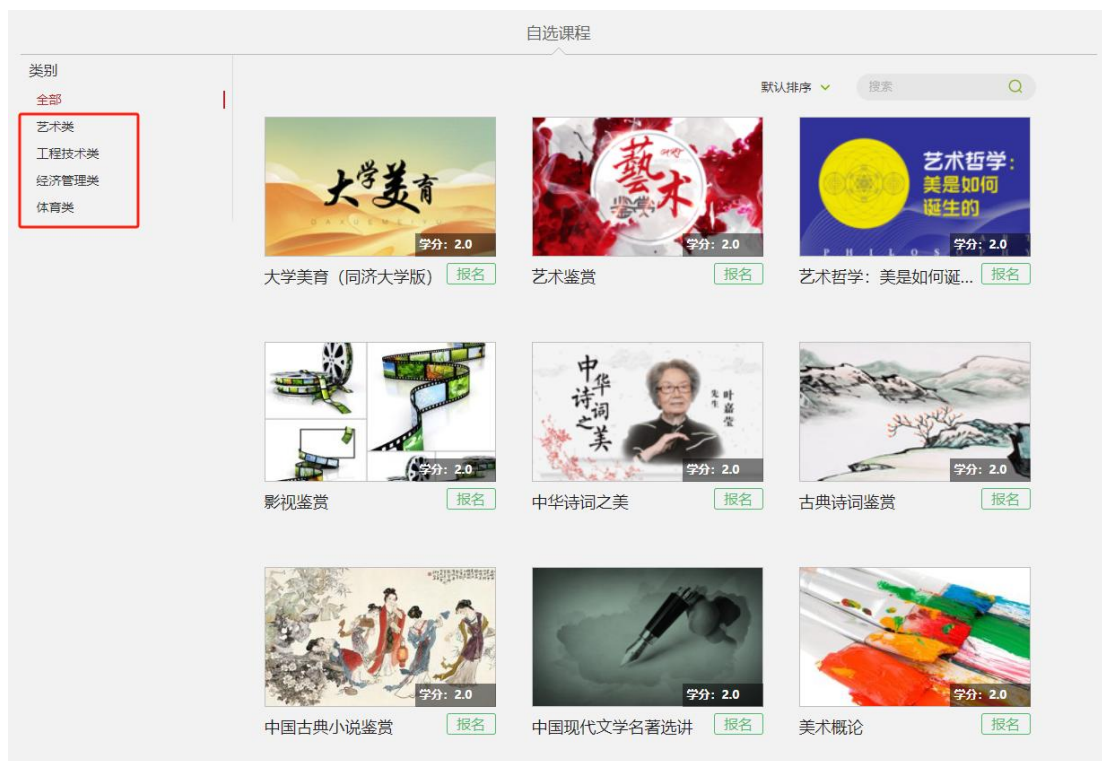 自选课程
类别
全部
艺术类
工程技术类
经济管理类
体育类
默认排序
搜索
大学美育
DAXUEMEIYU
学分：2.0
大学美育（同济大学版）
报名
藝术
鉴赏
学分：2.0
艺术鉴赏
报名
艺术哲学：
美是如何
诞生的
学分：2.0
艺术哲学：美是如何诞...
报名
学分：2.0
影视鉴赏
报名
中华
诗词
之美
叶嘉莹
先生
学分：2.0
中华诗词之美
报名
学分：2.0
古典诗词鉴赏
报名
学分：2.0
中国古典小说鉴赏
报名
学分：2.0
中国现代文学名著选讲
报名
学分：2.0
美术概论
报名